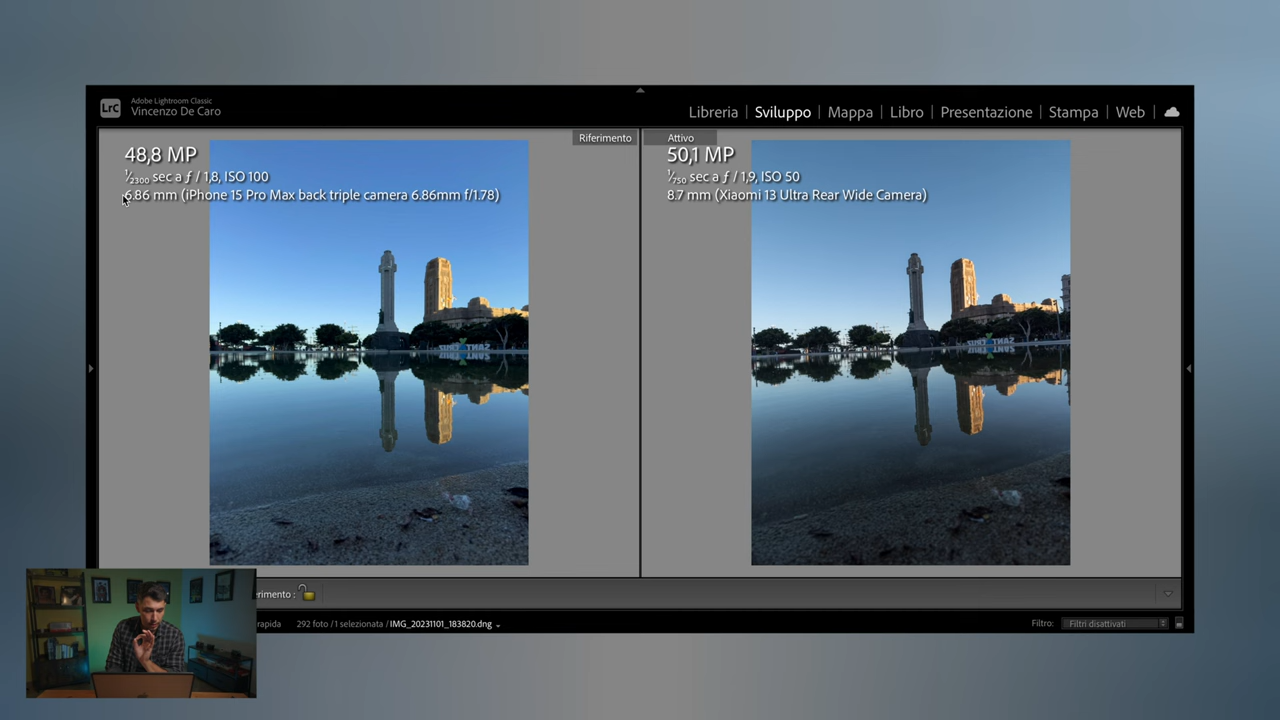 LrC
Adobe Lightroom Classic
Vincenzo De Caro
Libreria | Sviluppo | Mappa | Libro | Presentazione | Stampa | Web
Riferimento
Attivo
48,8 MP
1/2300 sec a ƒ / 1,8, ISO 100
6.86 mm (iPhone 15 Pro Max back triple camera 6.86mm f/1.78)
50,1 MP
1/750 sec a ƒ / 1,9, ISO 50
8.7 mm (Xiaomi 13 Ultra Rear Wide Camera)
erimento :
rapida 292 foto /1 selezionata /IMG_20231101_183820.dng
Filtro: Filtri disattivati